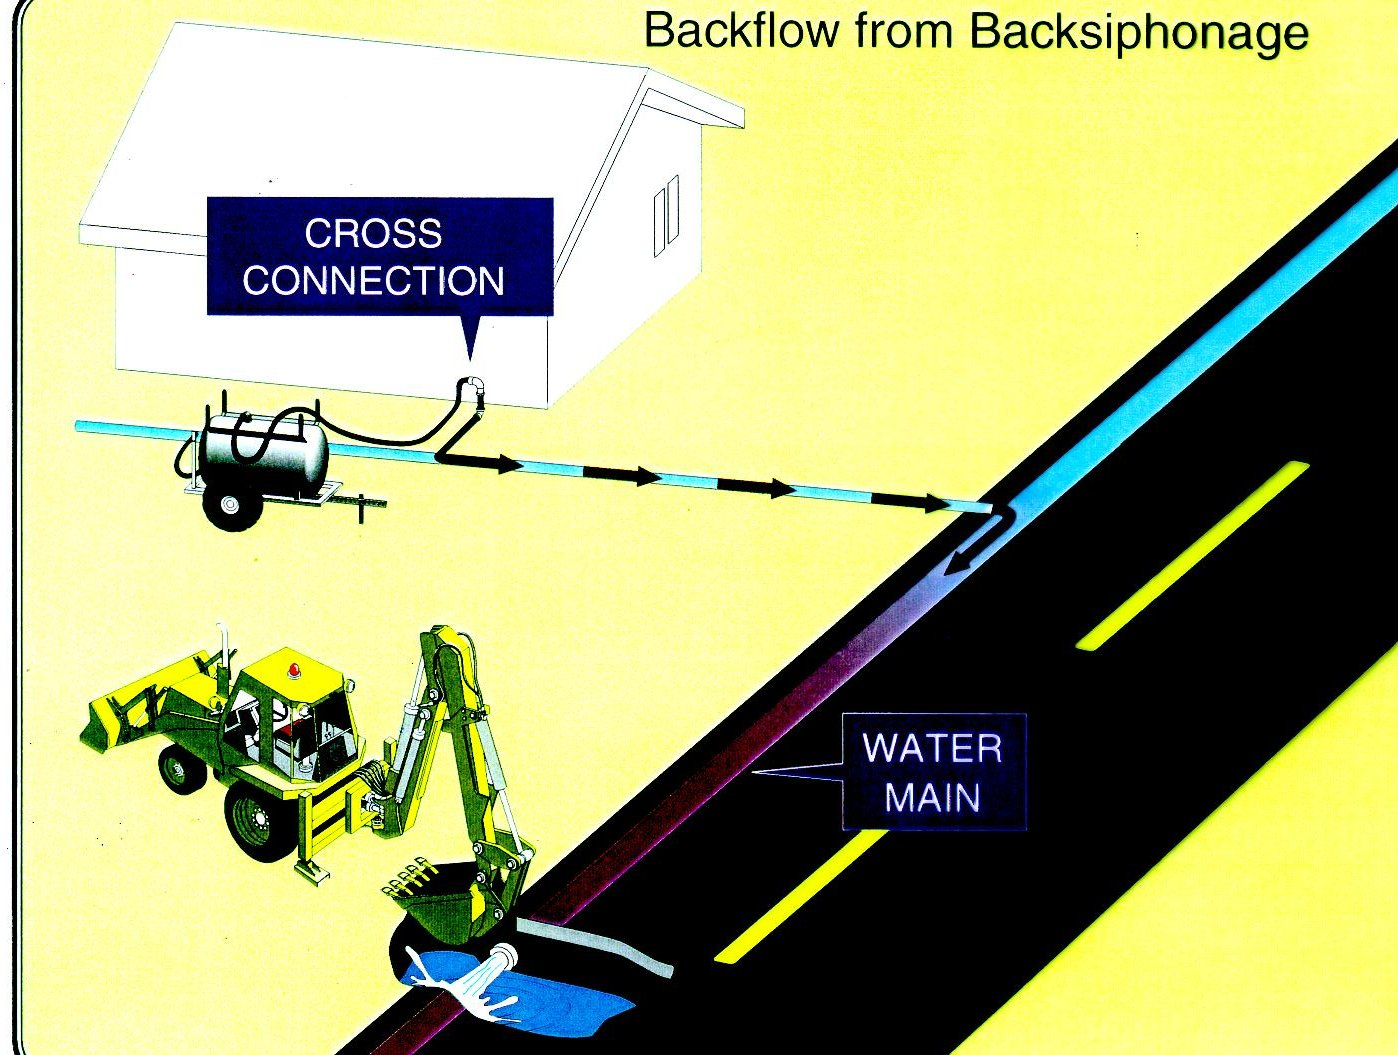 Backflow from Backsiphonage
CROSS
CONNECTION
WATER
MAIN